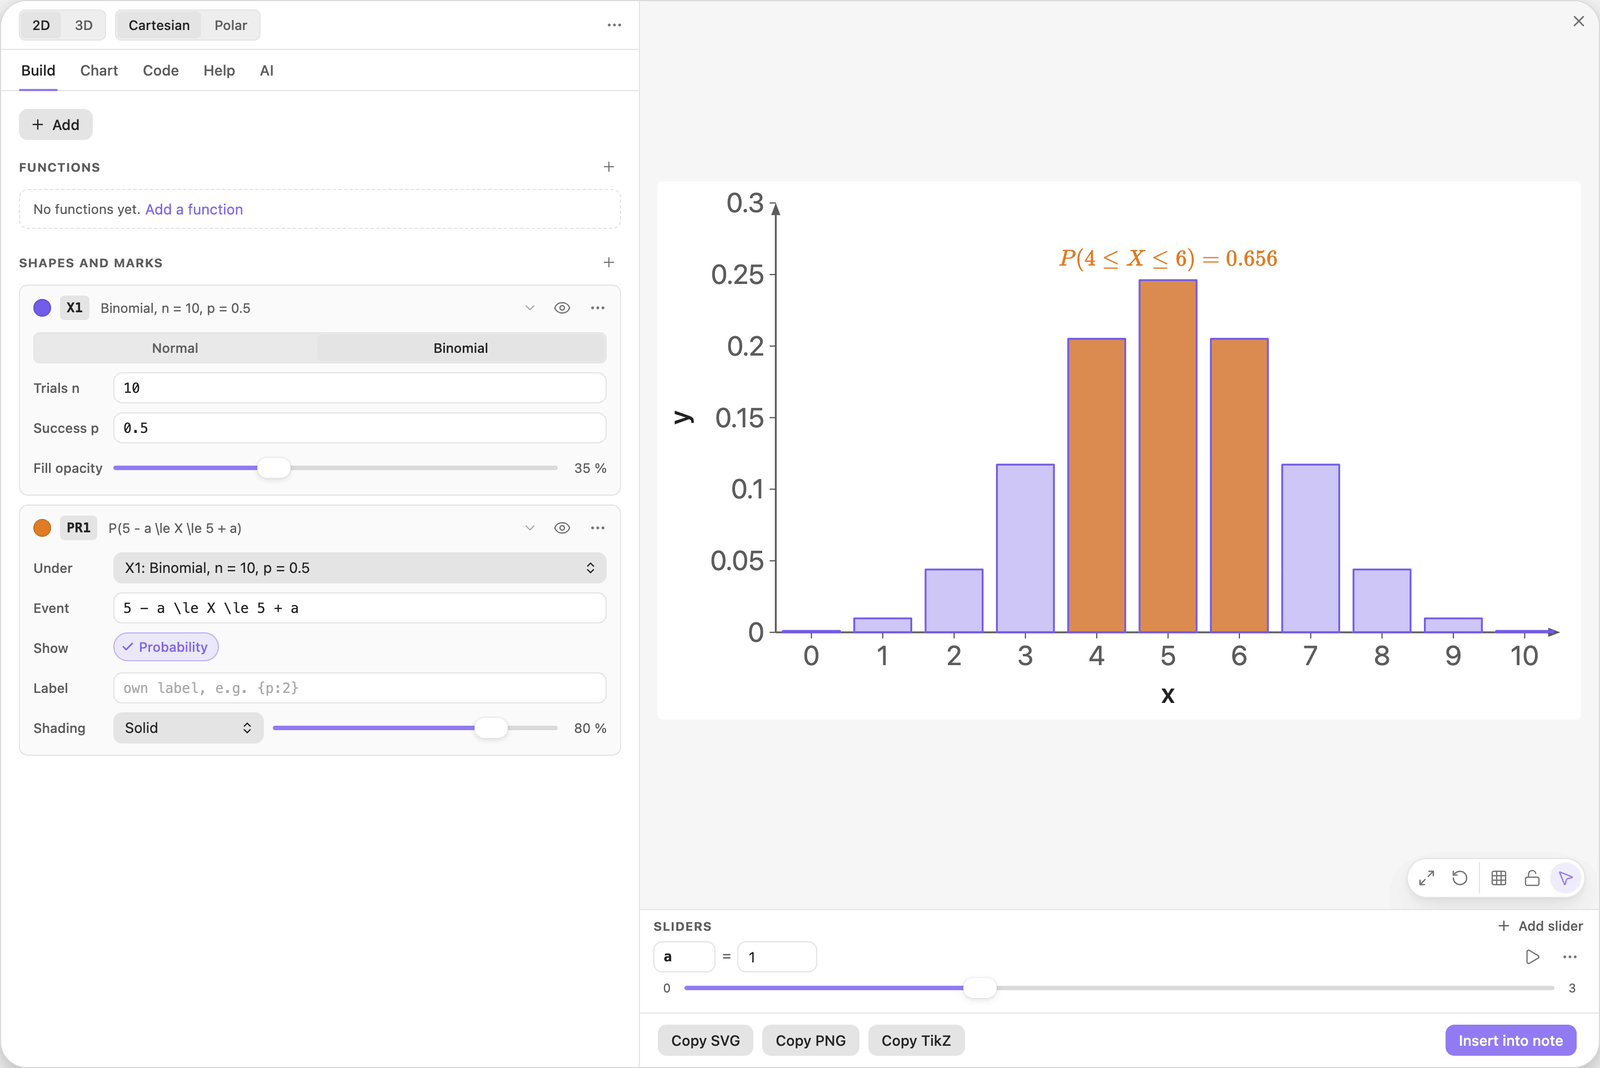 2D 3D Cartesian Polar
Build Chart Code Help AI
+ Add
FUNCTIONS
No functions yet. Add a function
SHAPES AND MARKS
X1 Binomial, n = 10, p = 0.5
Normal Binomial
Trials n 10
Success p 0.5
Fill opacity 35 %
PR1 P(5 - a \le X \le 5 + a)
Under X1: Binomial, n = 10, p = 0.5
Event 5 - a \le X \le 5 + a
Show Probability
Label own label, e.g. {p:2}
Shading Solid 80 %
0.3
P(4 ≤ X ≤ 6) = 0.656
0.25
0.2
0.15
y
0.1
0.05
0
0 1 2 3 4 5 6 7 8 9 10
x
SLIDERS + Add slider
a = 1
0 3
Copy SVG Copy PNG Copy TikZ Insert into note